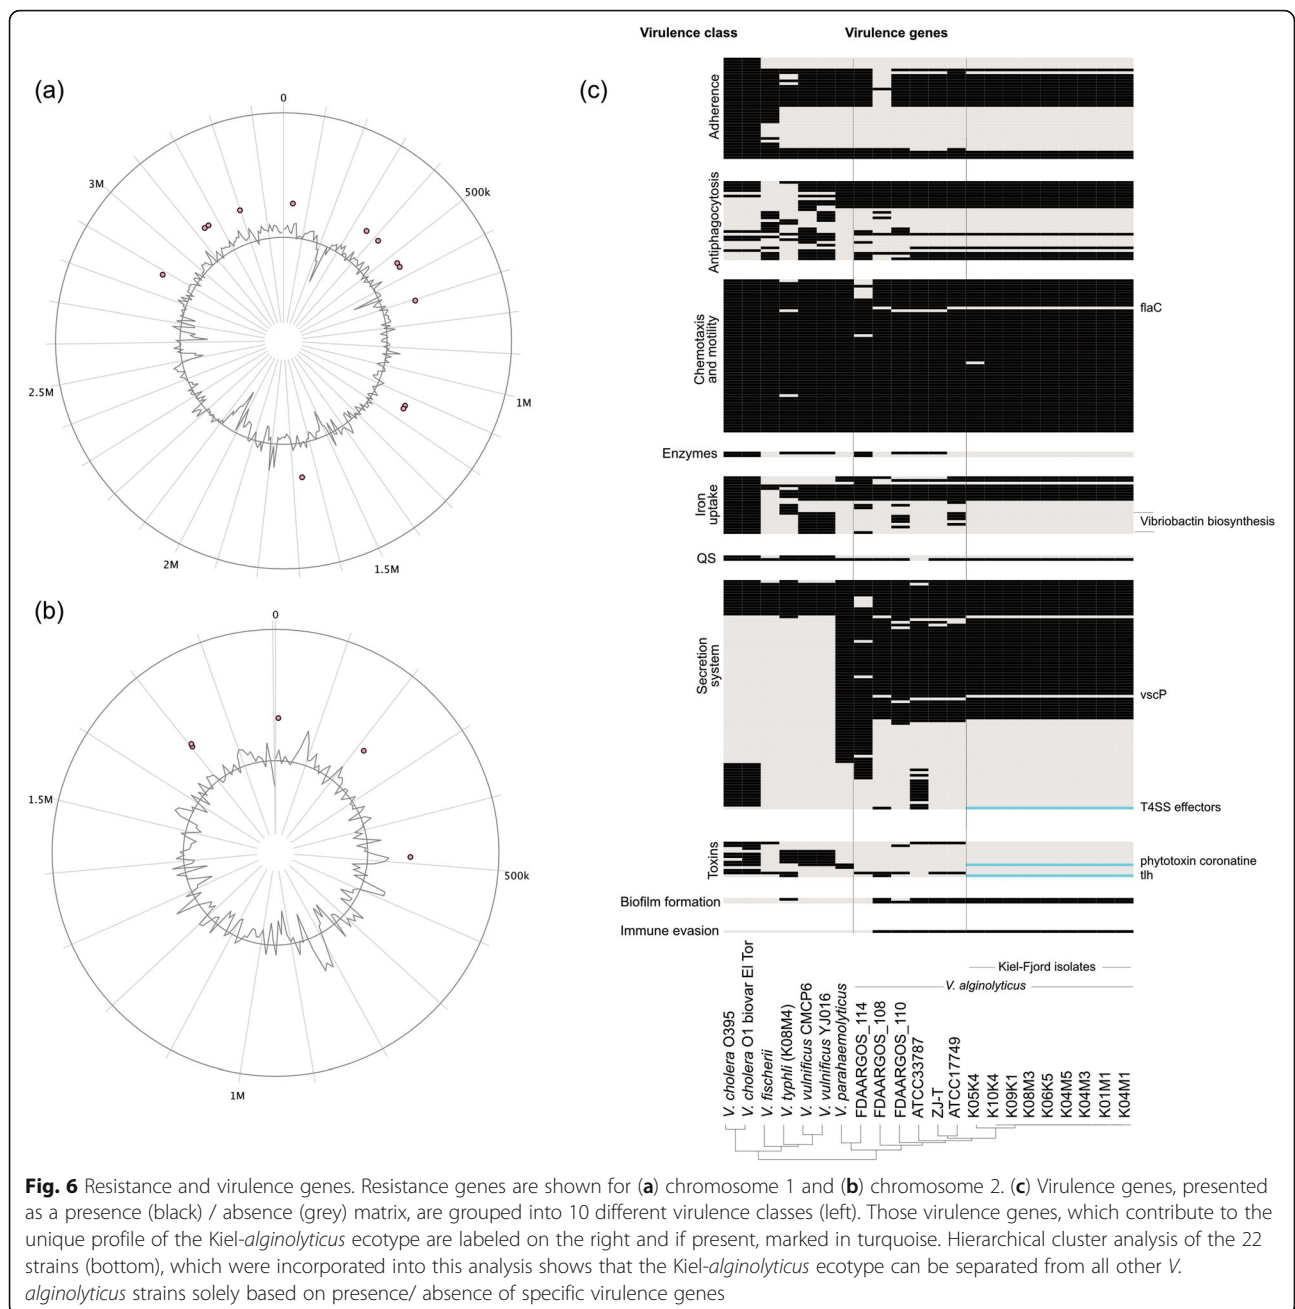 Virulence class
Virulence genes
(a)
0
500k
1M
1.5M
2M
2.5M
3M
(b)
0
500k
1M
1.5M
(c)
Adherence
Antiphagocytosis
Chemotaxis
and motility
Enzymes
Iron
uptake
QS
Secretion
system
Toxins
Biofilm formation
Immune evasion
flaC
Vibriobactin biosynthesis
vscP
T4SS effectors
phytotoxin coronatine
tlh
Kiel-Fjord isolates
V. alginolyticus
V. cholera O395
V. cholera O1 biovar El Tor
V. fischerii
V. typhli (K08M4)
V. vulnificus CMCP6
V. vulnificus YJ016
V. parahaemolyticus
FDAARGOS_114
FDAARGOS_108
FDAARGOS_110
ATCC33787
ZJ-T
ATCC17749
K05K4
K10K4
K09K1
K08M3
K06K5
K04M5
K04M3
K01M1
K04M1
Fig. 6 Resistance and virulence genes. Resistance genes are shown for (a) chromosome 1 and (b) chromosome 2. (c) Virulence genes, presented
as a presence (black) / absence (grey) matrix, are grouped into 10 different virulence classes (left). Those virulence genes, which contribute to the
unique profile of the Kiel-alginolyticus ecotype are labeled on the right and if present, marked in turquoise. Hierarchical cluster analysis of the 22
strains (bottom), which were incorporated into this analysis shows that the Kiel-alginolyticus ecotype can be separated from all other V.
alginolyticus strains solely based on presence/ absence of specific virulence genes